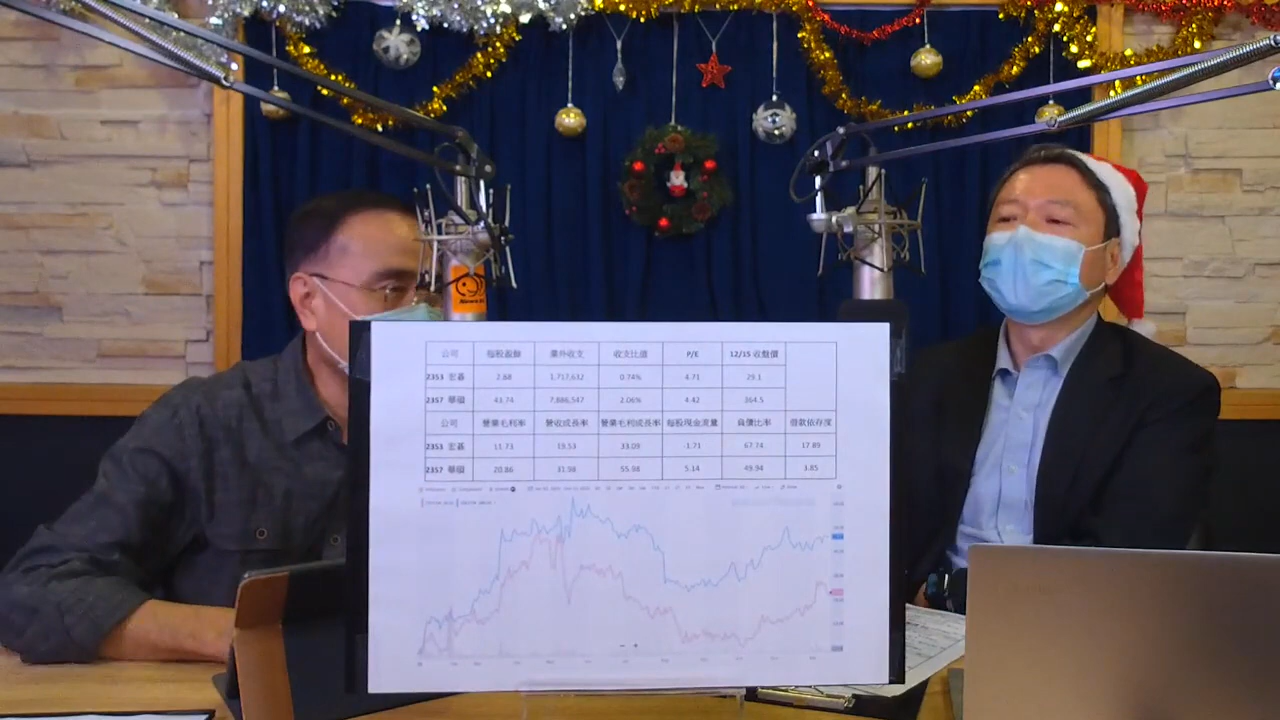 公司 每股盈餘 業外收支 收支比值 P/E 12/15 收盤價
2353 宏碁 2.88 1,717,632 0.74% 4.71 29.1
2357 華碩 43.74 7,886,547 2.06% 4.42 364.5
公司 營業毛利率 營收成長率 營業毛利成長率 每股現金流量 負債比率 借款依存度
2353 宏碁 11.73 19.53 33.09 -1.71 67.74 17.89
2357 華碩 20.86 31.98 55.98 5.14 49.94 3.85